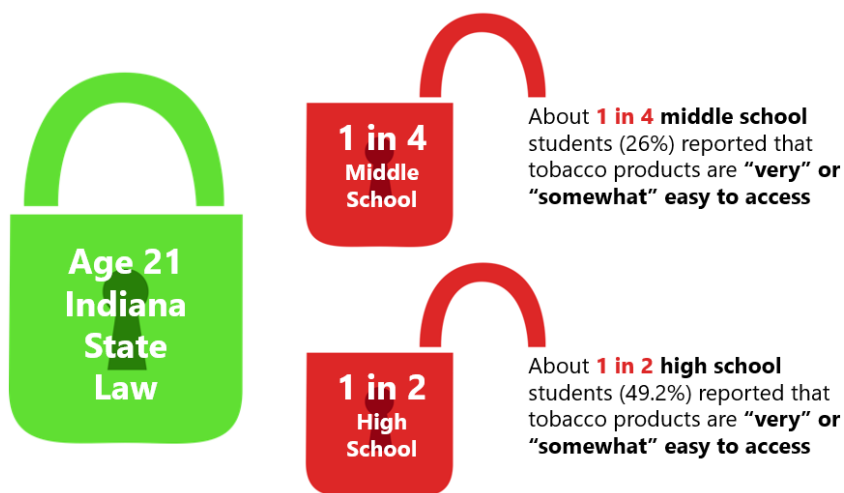 Age 21
Indiana
State
Law
1 in 4
Middle
School
About 1 in 4 middle school
students (26%) reported that
tobacco products are “very” or
“somewhat” easy to access
1 in 2
High
School
About 1 in 2 high school
students (49.2%) reported that
tobacco products are “very” or
“somewhat” easy to access